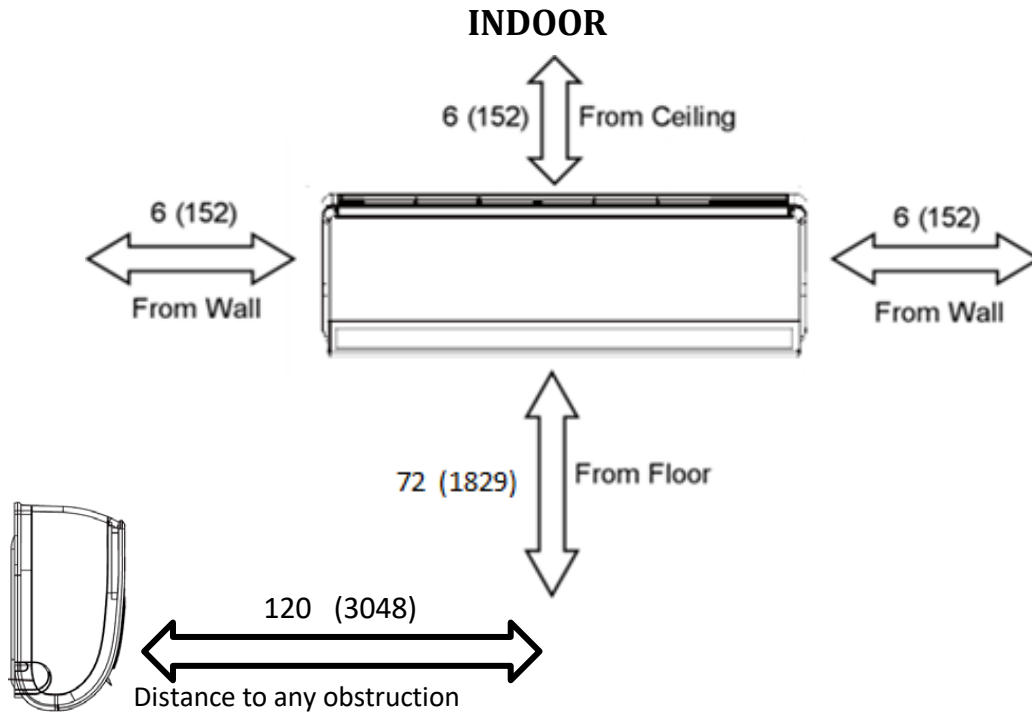 INDOOR
6 (152) From Ceiling
6 (152)
From Wall
6 (152)
From Wall
72 (1829) From Floor
120 (3048)
Distance to any obstruction